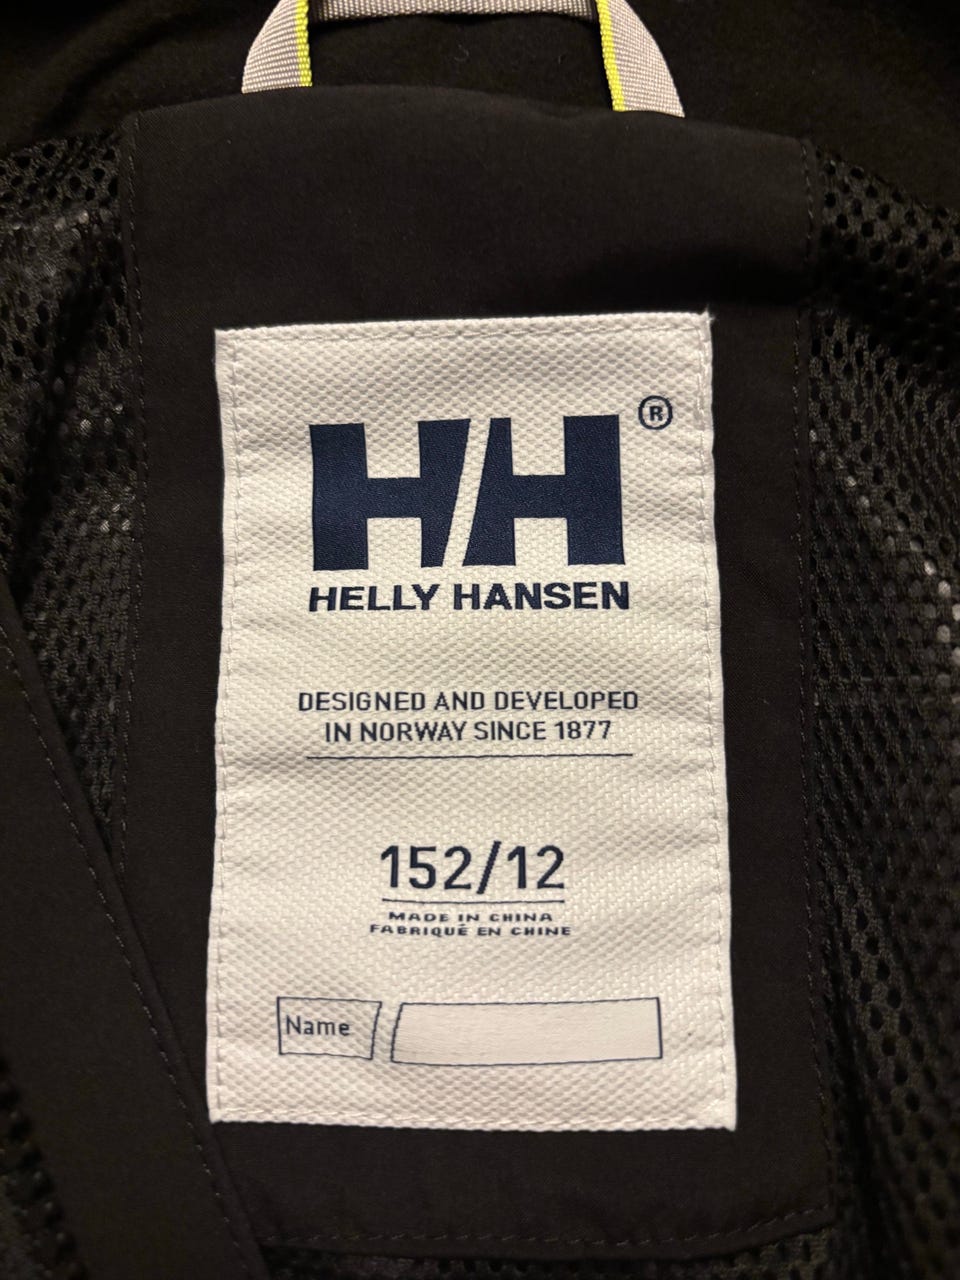 HH®
HELLY HANSEN
DESIGNED AND DEVELOPED
IN NORWAY SINCE 1877
152/12
MADE IN CHINA
FABRIQUÉ EN CHINE
Name